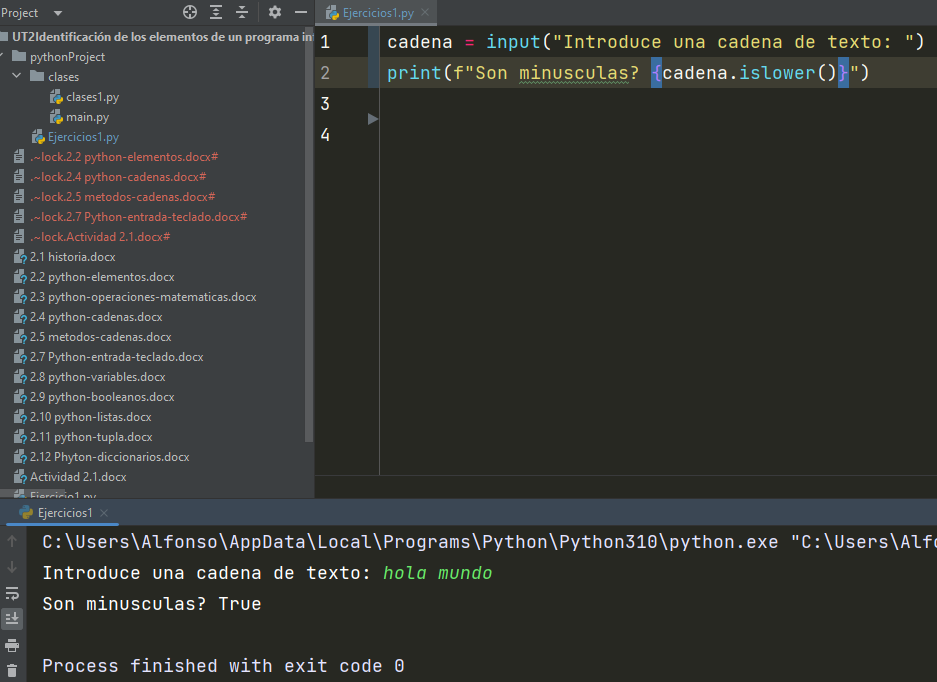 Project
Ejercicios1.py
UT2Identificación de los elementos de un programa in
pythonProject
clases
clases1.py
main.py
Ejercicios1.py
.~lock.2.2 python-elementos.docx#
.~lock.2.4 python-cadenas.docx#
.~lock.2.5 metodos-cadenas.docx#
.~lock.2.7 Python-entrada-teclado.docx#
.~lock.Actividad 2.1.docx#
2.1 historia.docx
2.2 python-elementos.docx
2.3 python-operaciones-matematicas.docx
2.4 python-cadenas.docx
2.5 metodos-cadenas.docx
2.7 Python-entrada-teclado.docx
2.8 python-variables.docx
2.9 python-booleanos.docx
2.10 python-listas.docx
2.11 python-tupla.docx
2.12 Phyton-diccionarios.docx
Actividad 2.1.docx
Ejercicio1.py
1 cadena = input("Introduce una cadena de texto: ")
2 print(f"Son minusculas? {cadena.islower()}")
3
4
Ejercicios1
C:\Users\Alfonso\AppData\Local\Programs\Python\Python310\python.exe "C:\Users\Alfo
Introduce una cadena de texto: hola mundo
Son minusculas? True
Process finished with exit code 0